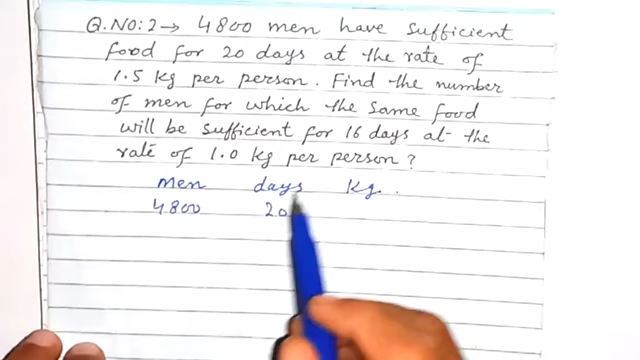 Q.NO:2→ 4800 men have sufficient
food for 20 days at the rate of
1.5 kg per person. Find the number
of men for which the same food
will be sufficient for 16 days at the
rate of 1.0 kg per person?
men days kg.
4800 20